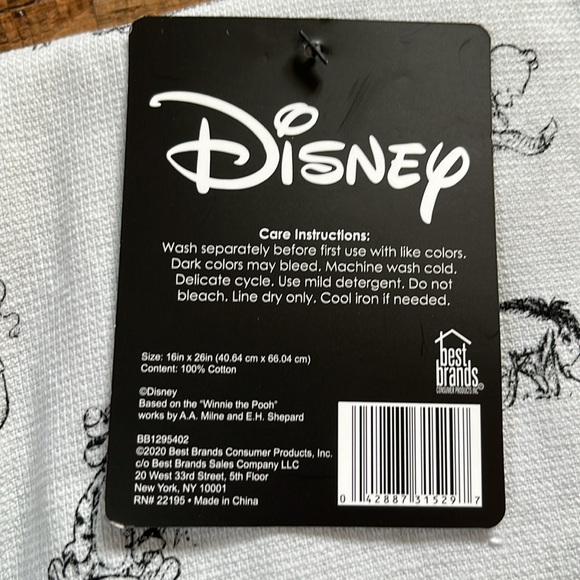 Disney
Care Instructions:
Wash separately before first use with like colors.
Dark colors may bleed. Machine wash cold.
Delicate cycle. Use mild detergent. Do not
bleach. Line dry only. Cool iron if needed.
best
brands
CONSUMER PRODUCTS INC
Size: 16in x 26in (40.64 cm x 66.04 cm)
Content: 100% Cotton
©Disney
Based on the "Winnie the Pooh"
works by A.A. Milne and E.H. Shepard
BB1295402
©2020 Best Brands Consumer Products, Inc.
c/o Best Brands Sales Company LLC
20 West 33rd Street, 5th Floor
New York, NY 10001
RN# 22195 • Made in China
0 42887 31529 7